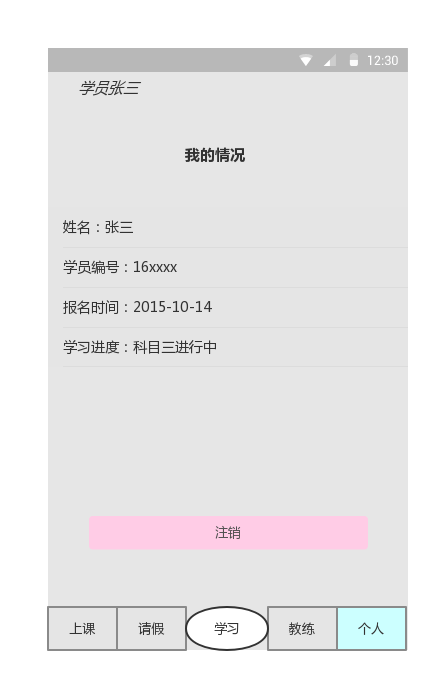 12:30
学员张三
我的情况
姓名：张三
学员编号：16xxxx
报名时间：2015-10-14
学习进度：科目三进行中
注销
上课 请假 学习 教练 个人